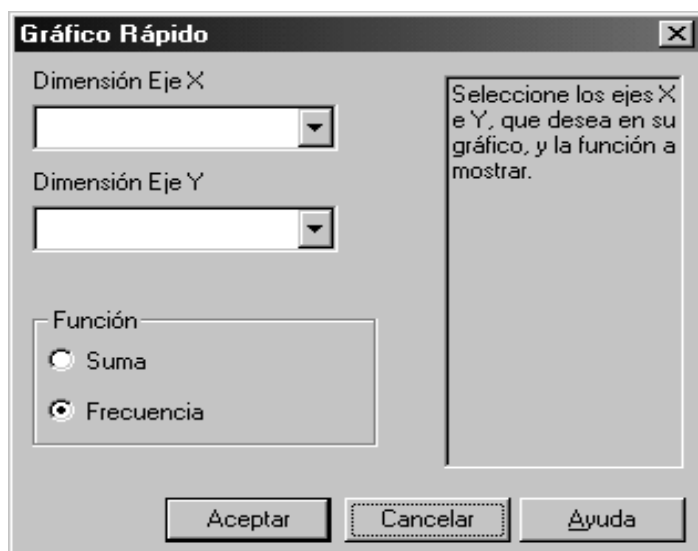 Gráfico Rápido
Dimensión Eje X
Dimensión Eje Y
Función
Suma
Frecuencia
Seleccione los ejes X
e Y, que desea en su
gráfico, y la función a
mostrar.
Aceptar
Cancelar
Ayuda